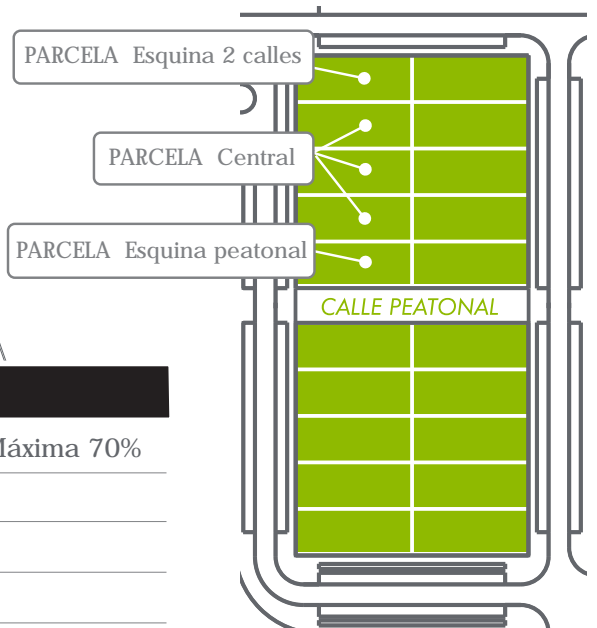 PARCELA Esquina 2 calles
PARCELA Central
PARCELA Esquina peatonal
CALLE PEATONAL
Máxima 70%